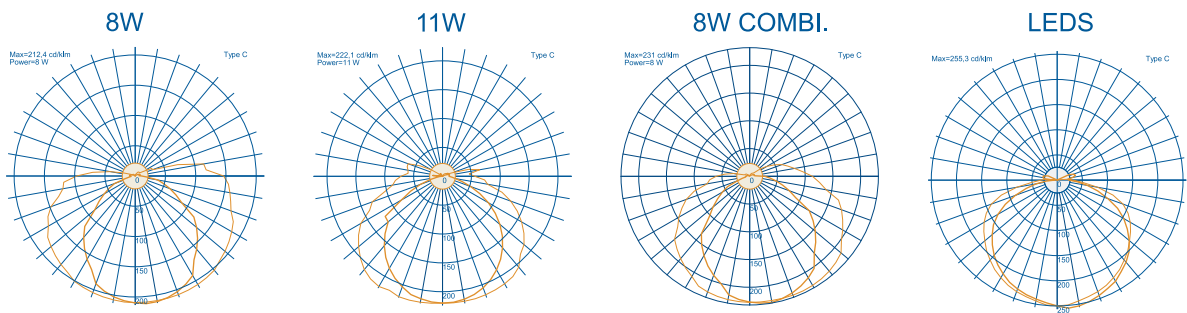 8W
Max=212,4 cd/klm
Power=8 W
Type C
0
50
100
150
200
11W
Max=222,1 cd/klm
Power=11 W
Type C
0
50
100
150
200
8W COMBI.
Max=231 cd/klm
Power=8 W
Type C
0
50
100
150
200
LEDS
Max=255,3 cd/klm
Type C
0
50
100
150
200
250